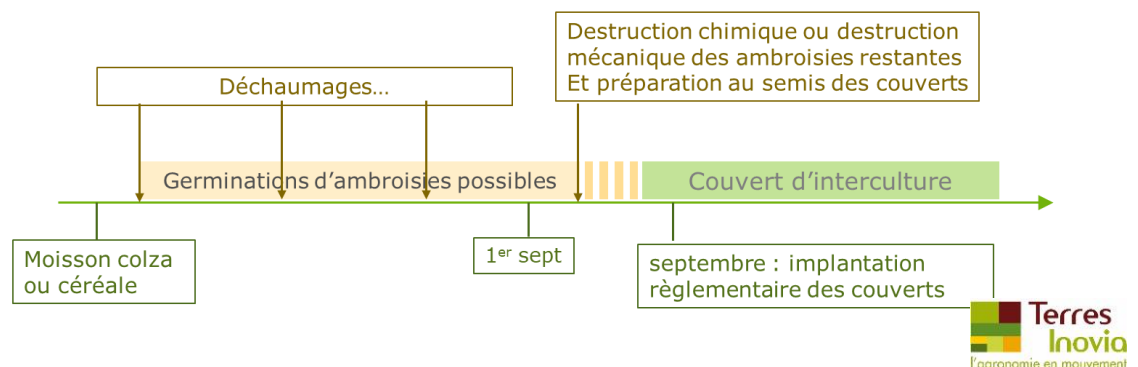 Destruction chimique ou destruction
mécanique des ambroisies restantes
Et préparation au semis des couverts
Déchaumages…
Germinations d'ambroisies possibles
Couvert d'interculture
Moisson colza
ou céréale
1er sept
septembre : implantation
règlementaire des couverts
Terres
Inovia
l'agronomie en mouvement